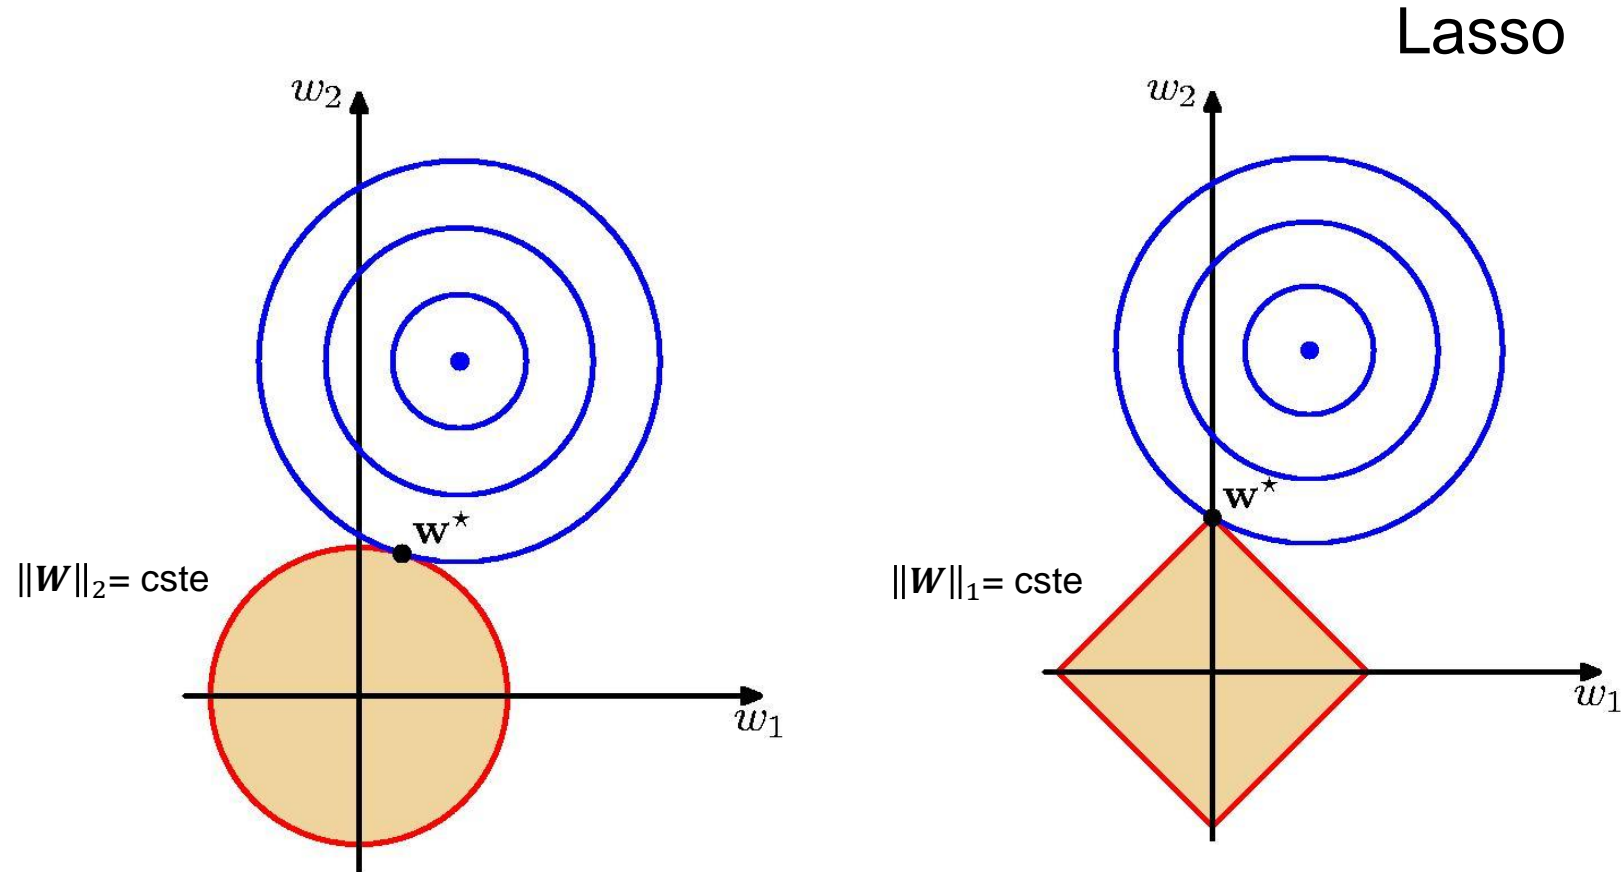 Lasso
w₂
w*
‖W‖₂= cste
w₁
w₂
w*
‖W‖₁= cste
w₁